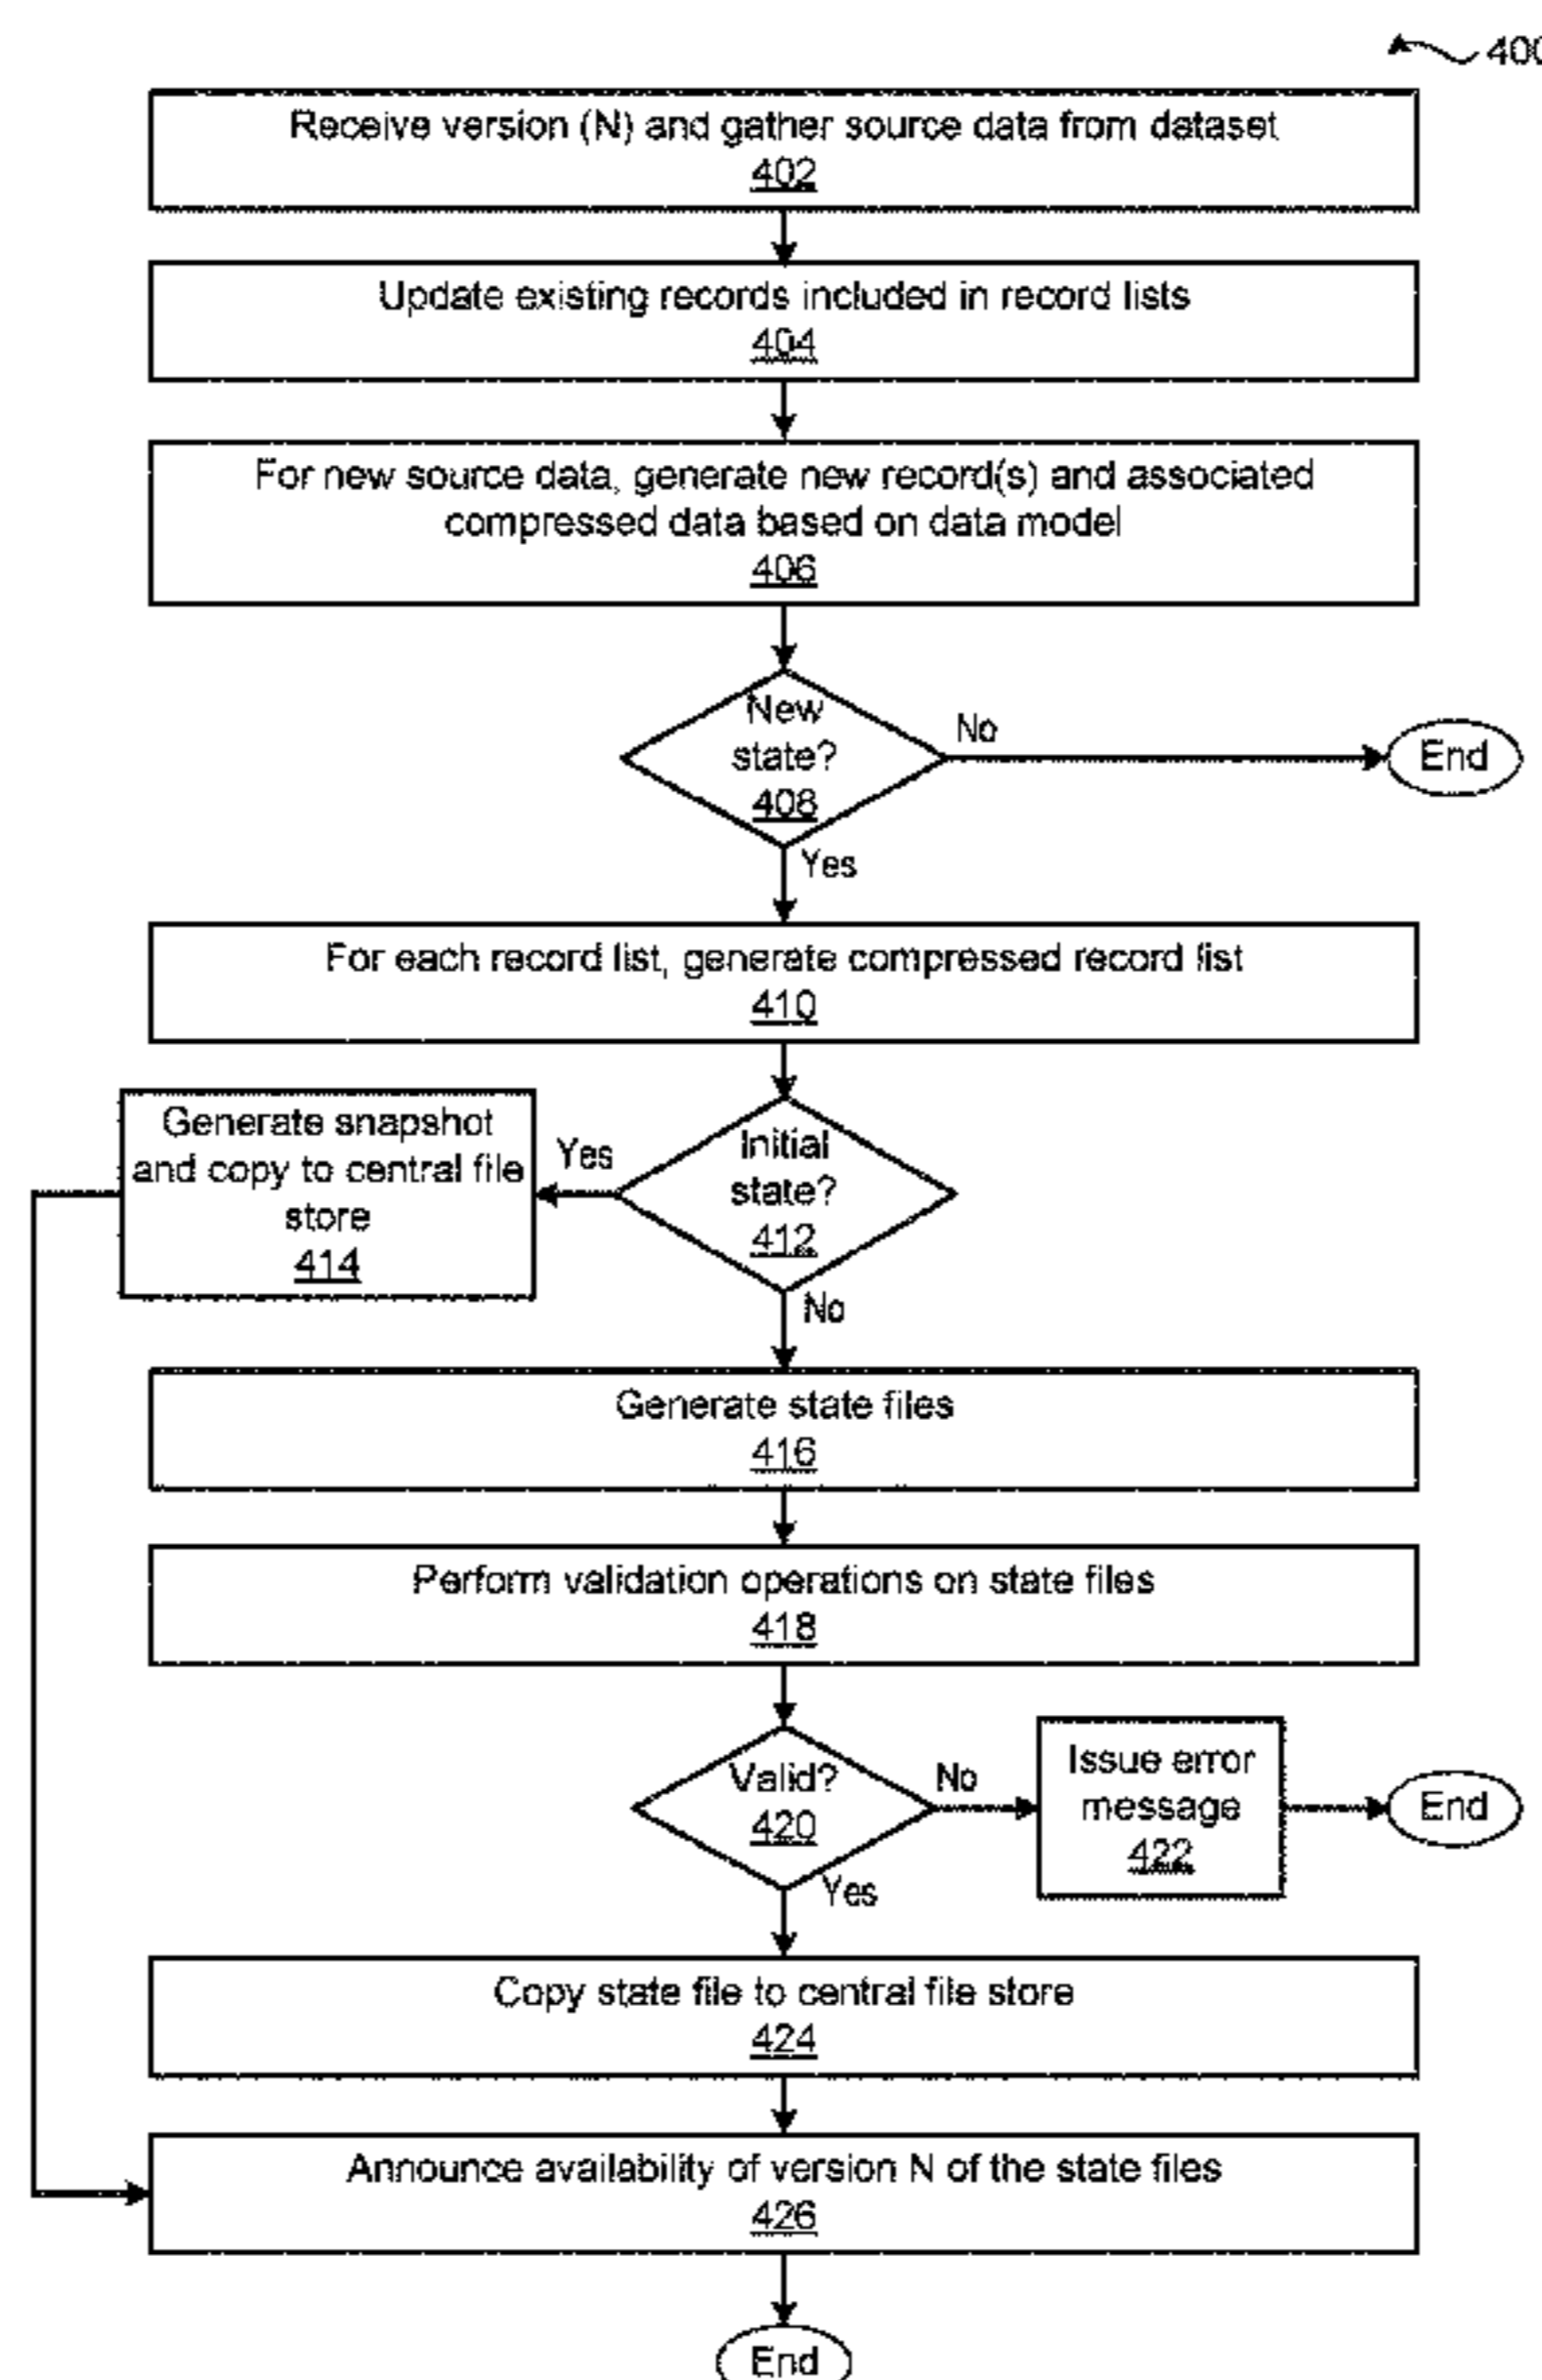 400
Receive version (N) and gather source data from dataset
402
Update existing records included in record lists
404
For new source data, generate new record(s) and associated
compressed data based on data model
406
New
state?
408
No
End
Yes
For each record list, generate compressed record list
410
Generate snapshot
and copy to central file
store
414
Yes
Initial
state?
412
No
Generate state files
416
Perform validation operations on state files
418
Valid?
420
No
Issue error
message
422
End
Yes
Copy state file to central file store
424
Announce availability of version N of the state files
426
End